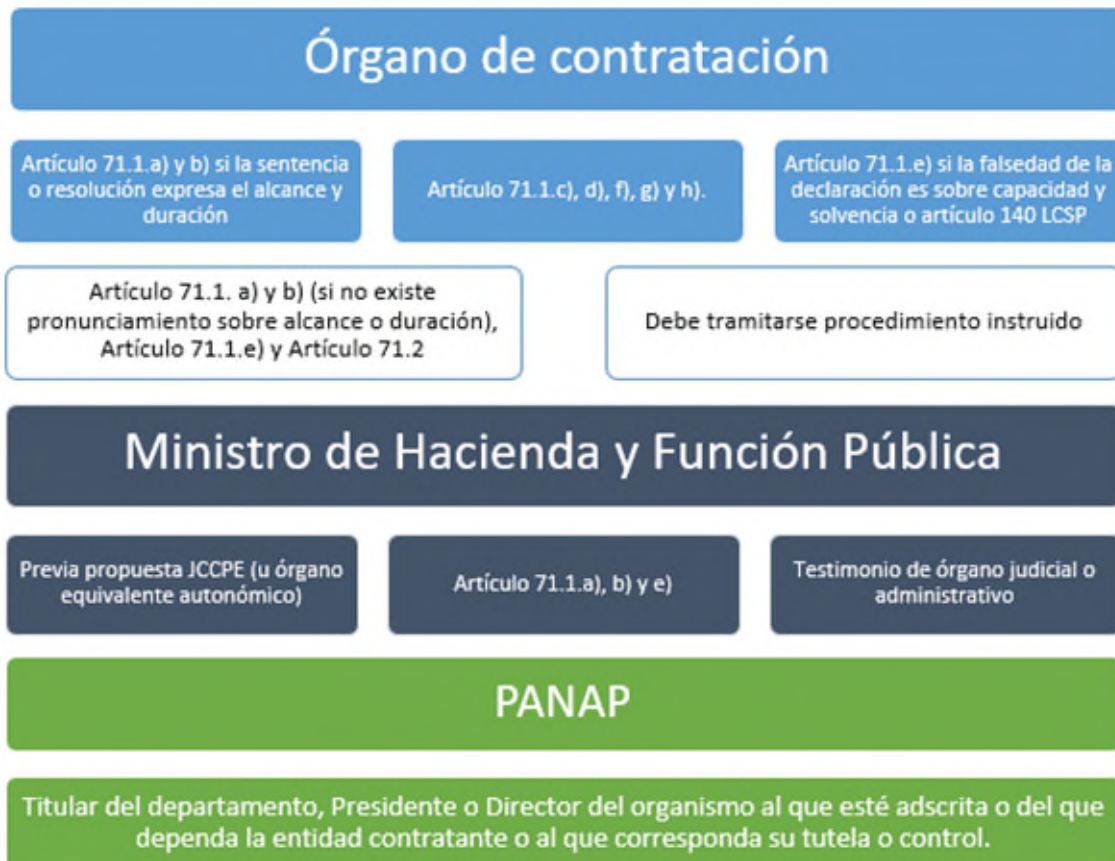 Órgano de contratación
Artículo 71.1.a) y b) si la sentencia
o resolución expresa el alcance y
duración
Artículo 71.1.c), d), f), g) y h).
Artículo 71.1.e) si la falsedad de la
declaración es sobre capacidad y
solvencia o artículo 140 LCSP
Artículo 71.1. a) y b) (si no existe
pronunciamiento sobre alcance o duración),
Artículo 71.1.e) y Artículo 71.2
Debe tramitarse procedimiento instruido
Ministro de Hacienda y Función Pública
Previa propuesta JCCPE (u órgano
equivalente autonómico)
Artículo 71.1.a), b) y e)
Testimonio de órgano judicial o
administrativo
PANAP
Titular del departamento, Presidente o Director del organismo al que esté adscrita o del que
dependa la entidad contratante o al que corresponda su tutela o control.